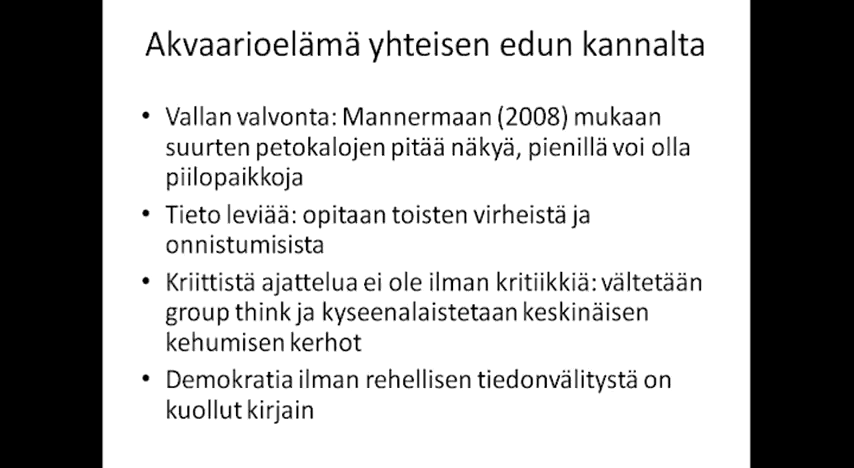 Akvaarioelämä yhteisen edun kannalta
• Vallan valvonta: Mannermaan (2008) mukaan
suurten petokalojen pitää näkyä, pienillä voi olla
piilopaikkoja
• Tieto leviää: opitaan toisten virheistä ja
onnistumisista
• Kriittistä ajattelua ei ole ilman kritiikkiä: vältetään
group think ja kyseenalaistetaan keskinäisen
kehumisen kerhot
• Demokratia ilman rehellisen tiedonvälitystä on
kuollut kirjain